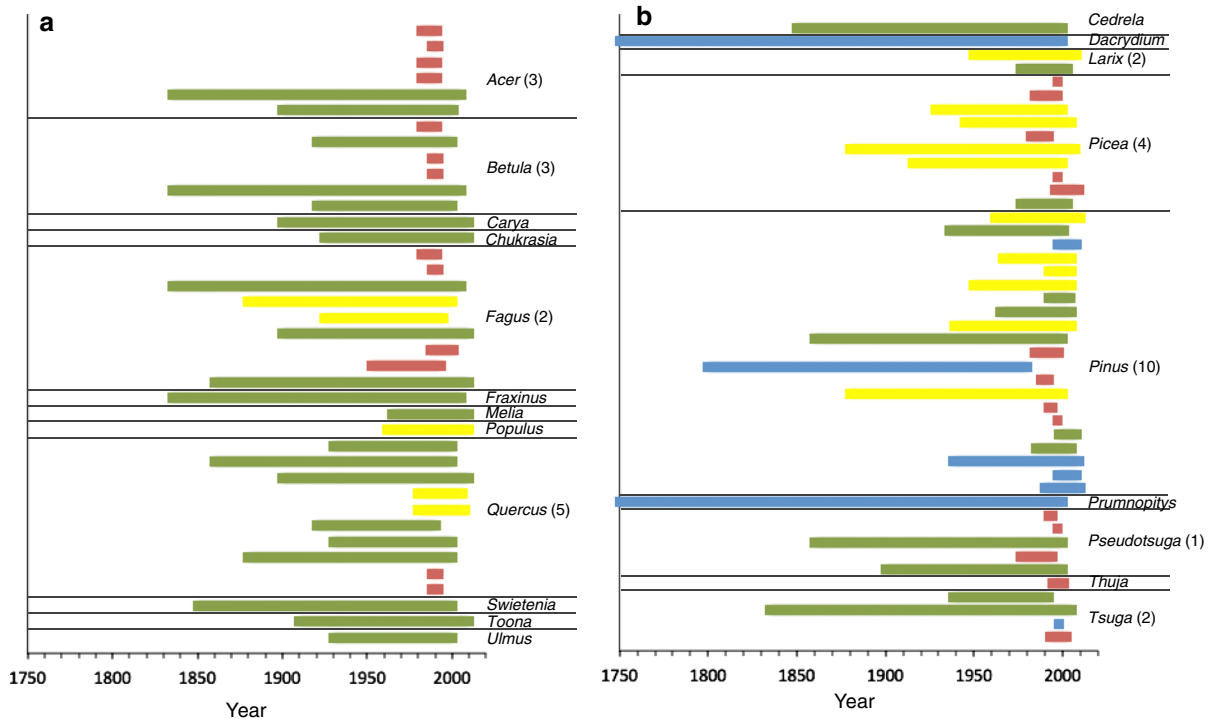 a
Acer (3)
Betula (3)
Carya
Chukrasia
Fagus (2)
Fraxinus
Melia
Populus
Quercus (5)
Swietenia
Toona
Ulmus
1750 1800 1850 1900 1950 2000
Year
b
Cedrela
Dacrydium
Larix (2)
Picea (4)
Pinus (10)
Prumnopitys
Pseudotsuga (1)
Thuja
Tsuga (2)
1750 1800 1850 1900 1950 2000
Year